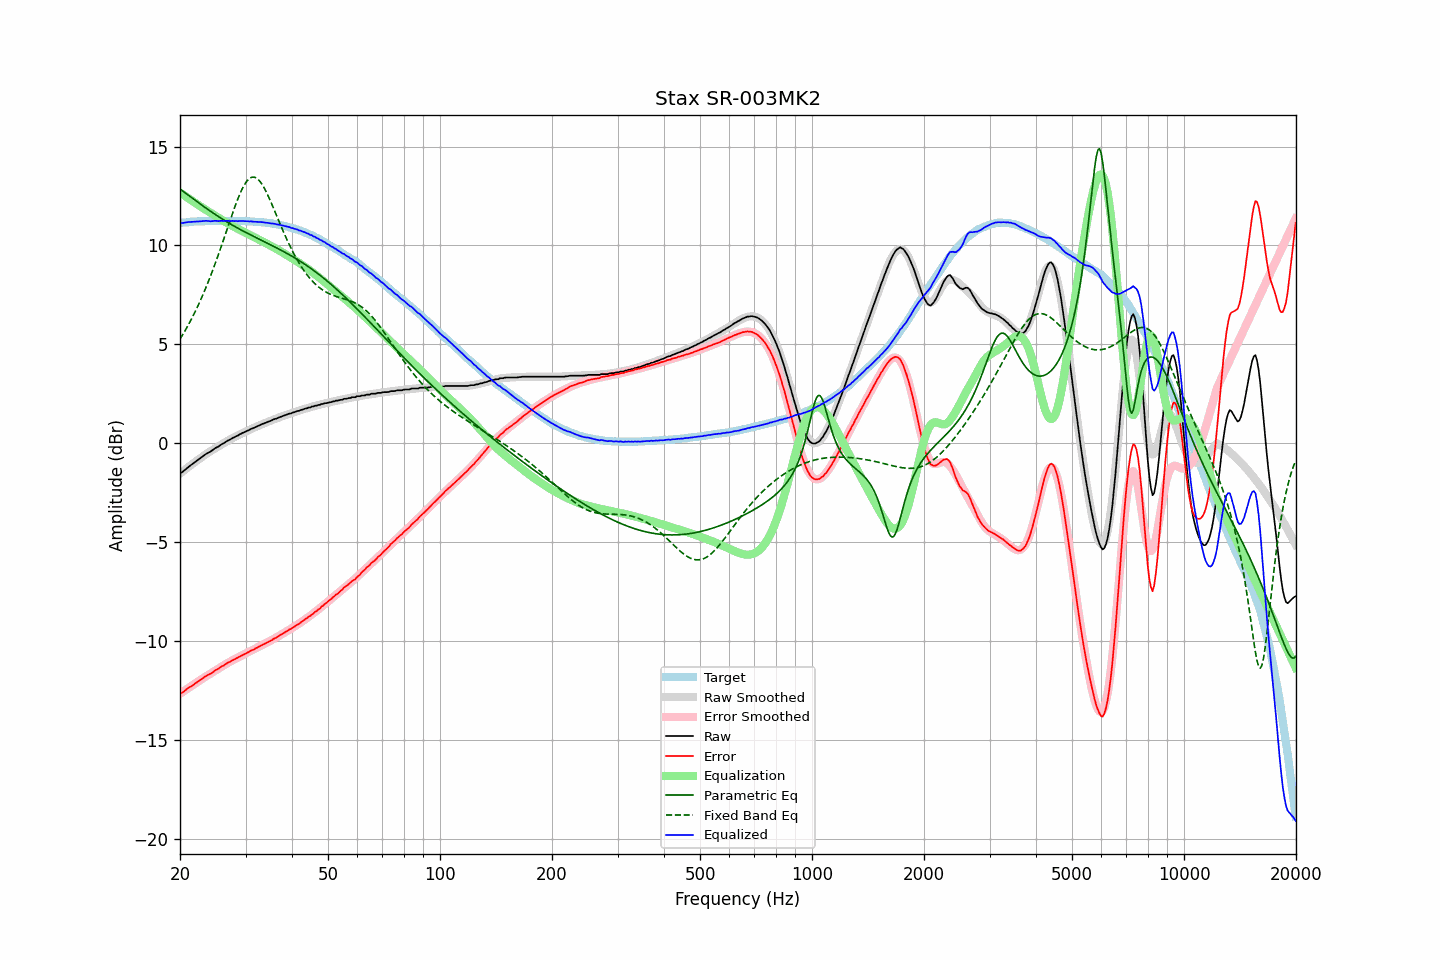 Stax SR-003MK2
Amplitude (dBr)
15
10
5
0
−5
−10
−15
−20
Target
Raw Smoothed
Error Smoothed
Raw
Error
Equalization
Parametric Eq
Fixed Band Eq
Equalized
20 50 100 200 500 1000 2000 5000 10000 20000
Frequency (Hz)